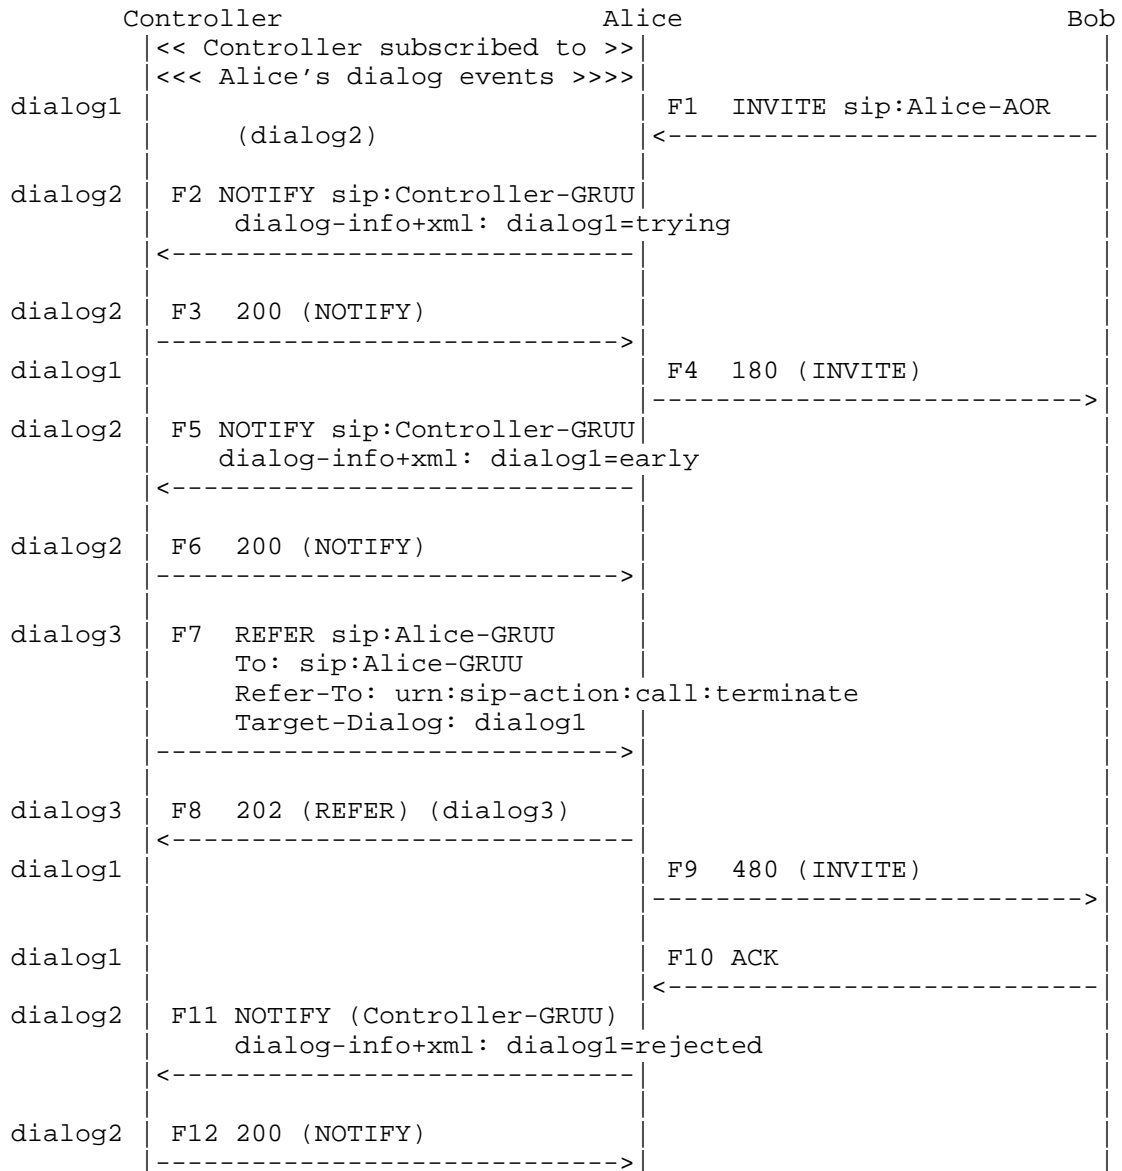 Controller Alice Bob
<< Controller subscribed to >>
<<< Alice’s dialog events >>>>
dialog1 F1 INVITE sip:Alice-AOR
(dialog2) <---------------------------
dialog2 F2 NOTIFY sip:Controller-GRUU
dialog-info+xml: dialog1=trying
<-----------------------------
dialog2 F3 200 (NOTIFY)
----------------------------->
dialog1 F4 180 (INVITE)
--------------------------->
dialog2 F5 NOTIFY sip:Controller-GRUU
dialog-info+xml: dialog1=early
<-----------------------------
dialog2 F6 200 (NOTIFY)
----------------------------->
dialog3 F7 REFER sip:Alice-GRUU
To: sip:Alice-GRUU
Refer-To: urn:sip-action:call:terminate
Target-Dialog: dialog1
----------------------------->
dialog3 F8 202 (REFER) (dialog3)
<-----------------------------
dialog1 F9 480 (INVITE)
--------------------------->
dialog1 F10 ACK
<---------------------------
dialog2 F11 NOTIFY (Controller-GRUU)
dialog-info+xml: dialog1=rejected
<-----------------------------
dialog2 F12 200 (NOTIFY)
----------------------------->